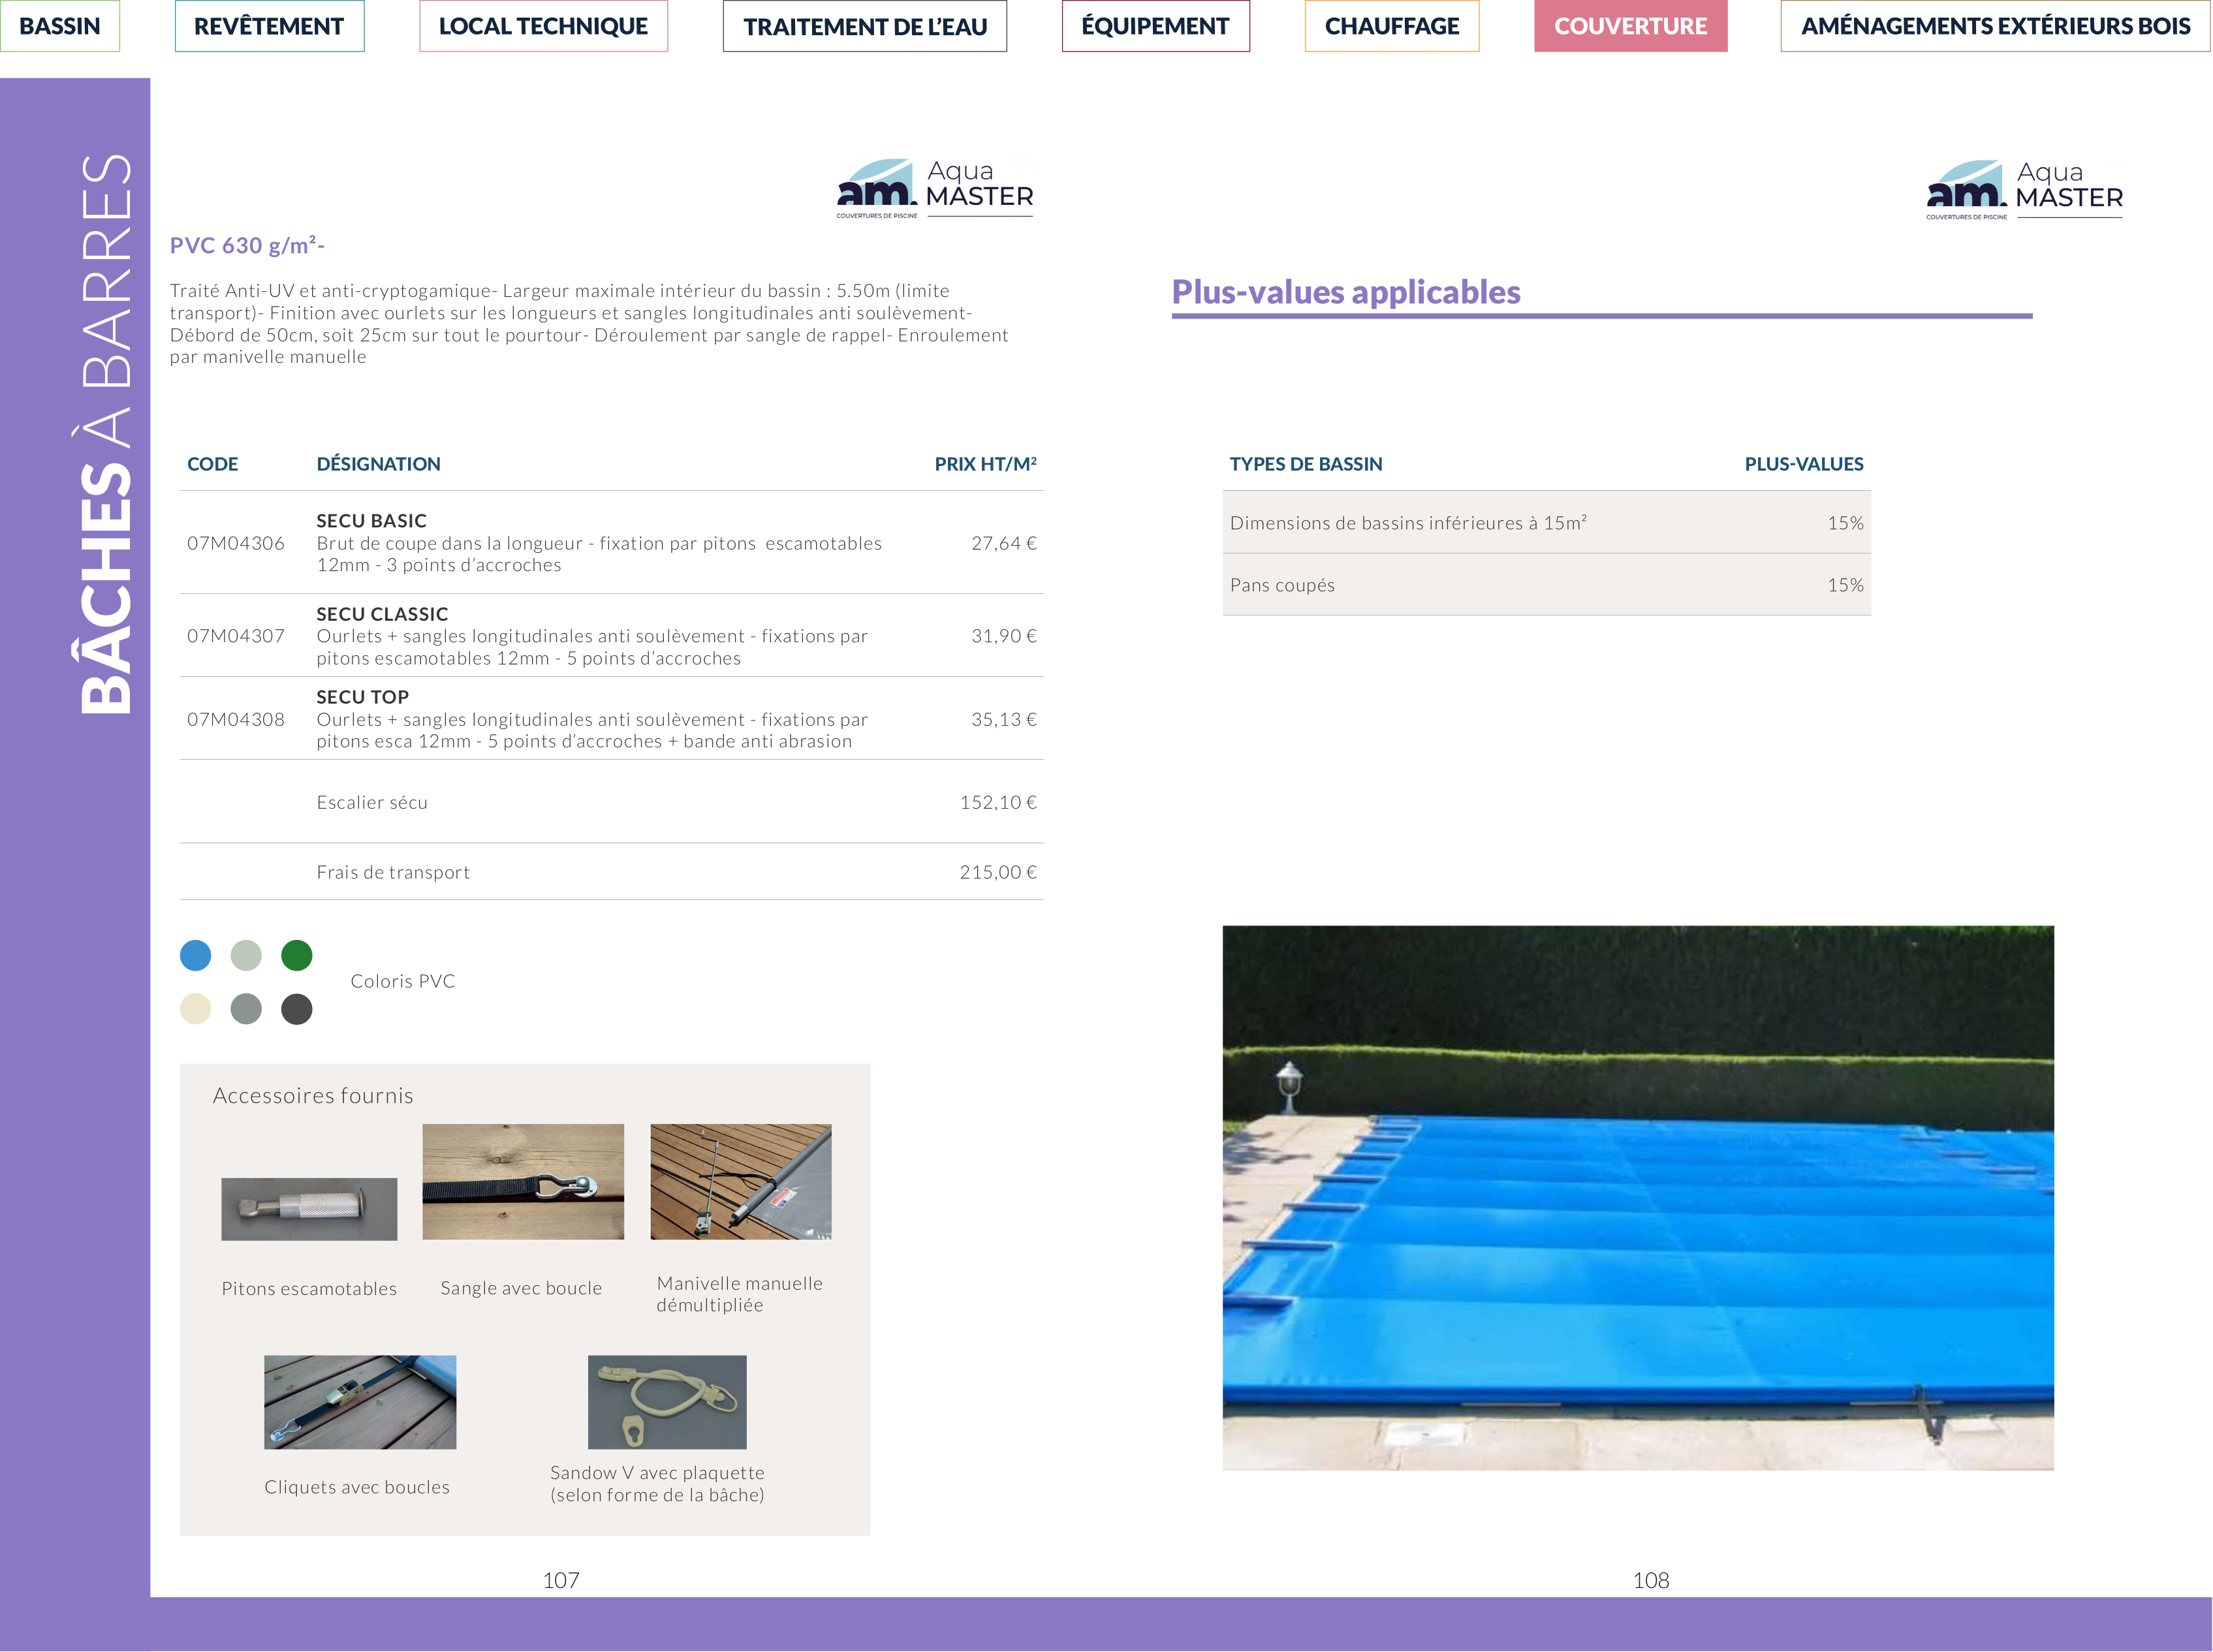 BASSIN
REVÊTEMENT
LOCAL TECHNIQUE
TRAITEMENT DE L'EAU
ÉQUIPEMENT
CHAUFFAGE
COUVERTURE
AMÉNAGEMENTS EXTÉRIEURS BOIS
BÂCHES À BARRES
am. Aqua
MASTER
COUVERTURES DE PISCINE
PVC 630 g/m²-
Traité Anti-UV et anti-cryptogamique- Largeur maximale intérieur du bassin : 5.50m (limite
transport)- Finition avec ourlets sur les longueurs et sangles longitudinales anti soulèvement-
Débord de 50cm, soit 25cm sur tout le pourtour- Déroulement par sangle de rappel- Enroulement
par manivelle manuelle
CODE DÉSIGNATION PRIX HT/M²
SECU BASIC
07M04306 Brut de coupe dans la longueur - fixation par pitons  escamotables 27,64 €
12mm - 3 points d'accroches
SECU CLASSIC
07M04307 Ourlets + sangles longitudinales anti soulèvement - fixations par 31,90 €
pitons escamotables 12mm - 5 points d'accroches
SECU TOP
07M04308 Ourlets + sangles longitudinales anti soulèvement - fixations par 35,13 €
pitons esca 12mm - 5 points d'accroches + bande anti abrasion
Escalier sécu 152,10 €
Frais de transport 215,00 €
Coloris PVC
Accessoires fournis
Pitons escamotables
Sangle avec boucle
Manivelle manuelle
démultipliée
Cliquets avec boucles
Sandow V avec plaquette
(selon forme de la bâche)
107
am. Aqua
MASTER
COUVERTURES DE PISCINE
Plus-values applicables
TYPES DE BASSIN PLUS-VALUES
Dimensions de bassins inférieures à 15m² 15%
Pans coupés 15%
108